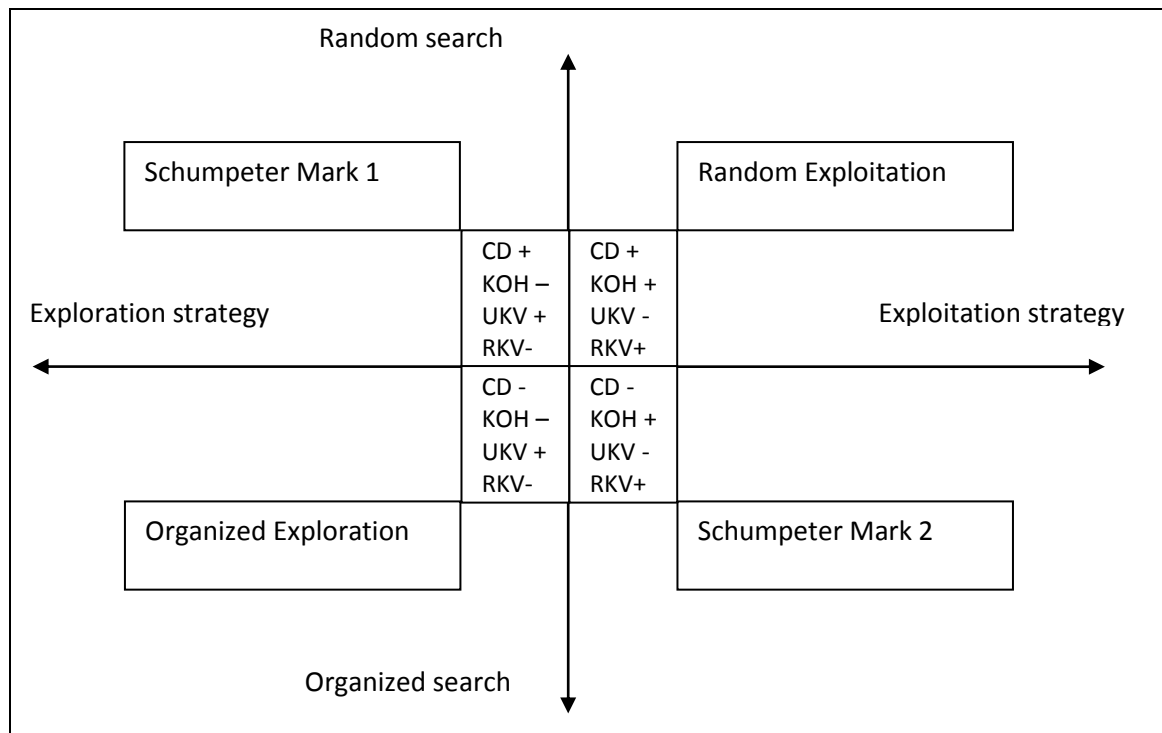 Random search
Schumpeter Mark 1
Random Exploitation
CD +
KOH –
UKV +
RKV-
CD +
KOH +
UKV -
RKV+
Exploration strategy
Exploitation strategy
CD -
KOH –
UKV +
RKV-
CD -
KOH +
UKV -
RKV+
Organized Exploration
Schumpeter Mark 2
Organized search